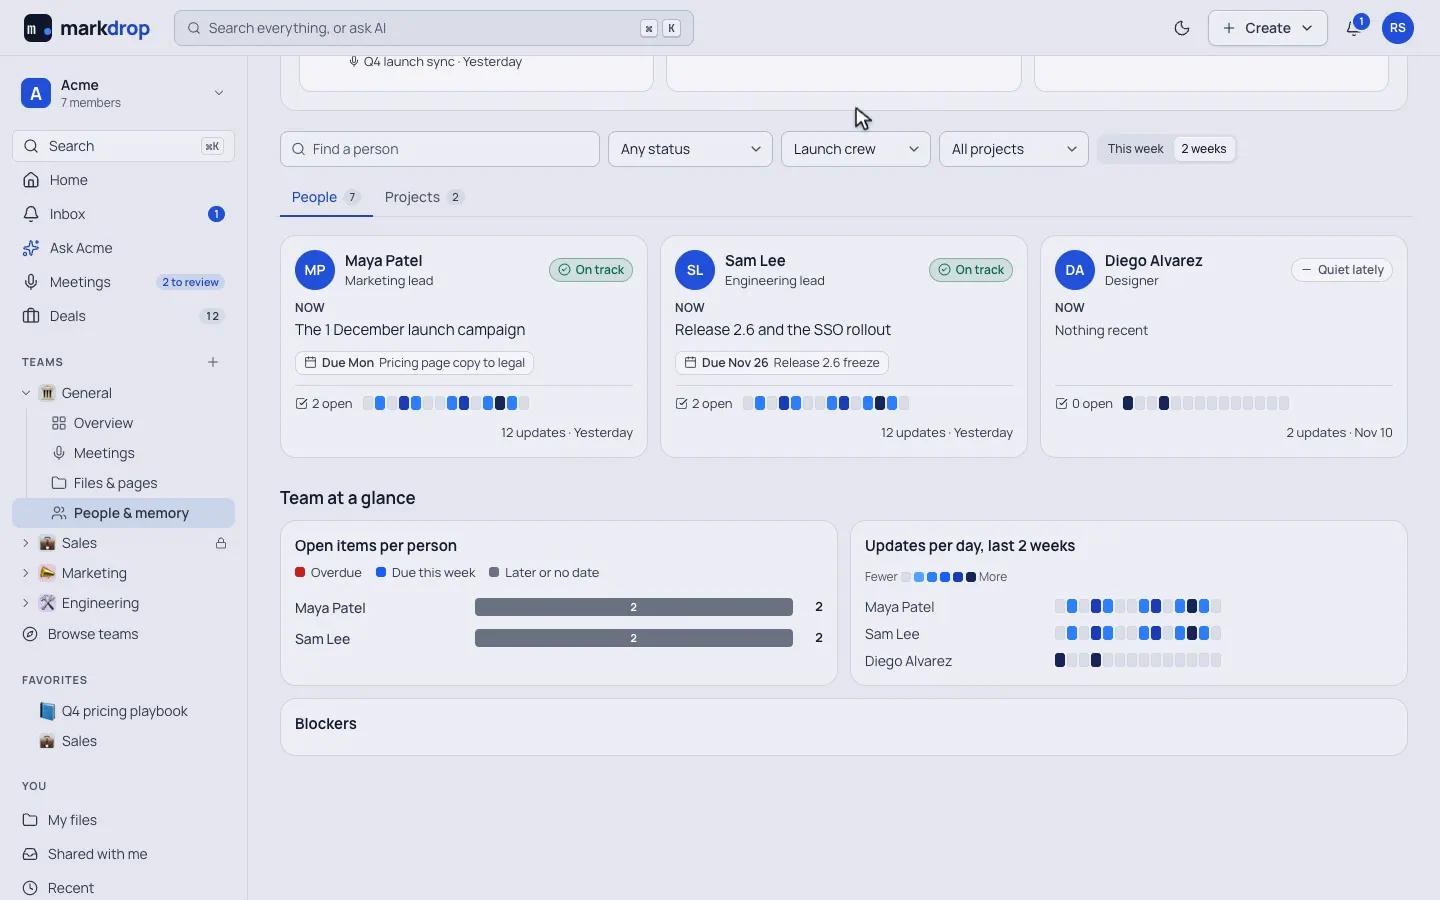 m. markdrop
Search everything, or ask AI ⌘ K
Create
1
RS
A
Acme
7 members
Search ⌘K
Home
Inbox 1
Ask Acme
Meetings 2 to review
Deals 12
TEAMS
General
Overview
Meetings
Files & pages
People & memory
Sales
Marketing
Engineering
Browse teams
FAVORITES
Q4 pricing playbook
Sales
YOU
My files
Shared with me
Recent
Q4 launch sync · Yesterday
Find a person
Any status
Launch crew
All projects
This week 2 weeks
People 7 Projects 2
MP
Maya Patel
Marketing lead
On track
NOW
The 1 December launch campaign
Due Mon Pricing page copy to legal
2 open
12 updates · Yesterday
SL
Sam Lee
Engineering lead
On track
NOW
Release 2.6 and the SSO rollout
Due Nov 26 Release 2.6 freeze
2 open
12 updates · Yesterday
DA
Diego Alvarez
Designer
Quiet lately
NOW
Nothing recent
0 open
2 updates · Nov 10
Team at a glance
Open items per person
Overdue Due this week Later or no date
Maya Patel 2 2
Sam Lee 2 2
Updates per day, last 2 weeks
Fewer More
Maya Patel
Sam Lee
Diego Alvarez
Blockers